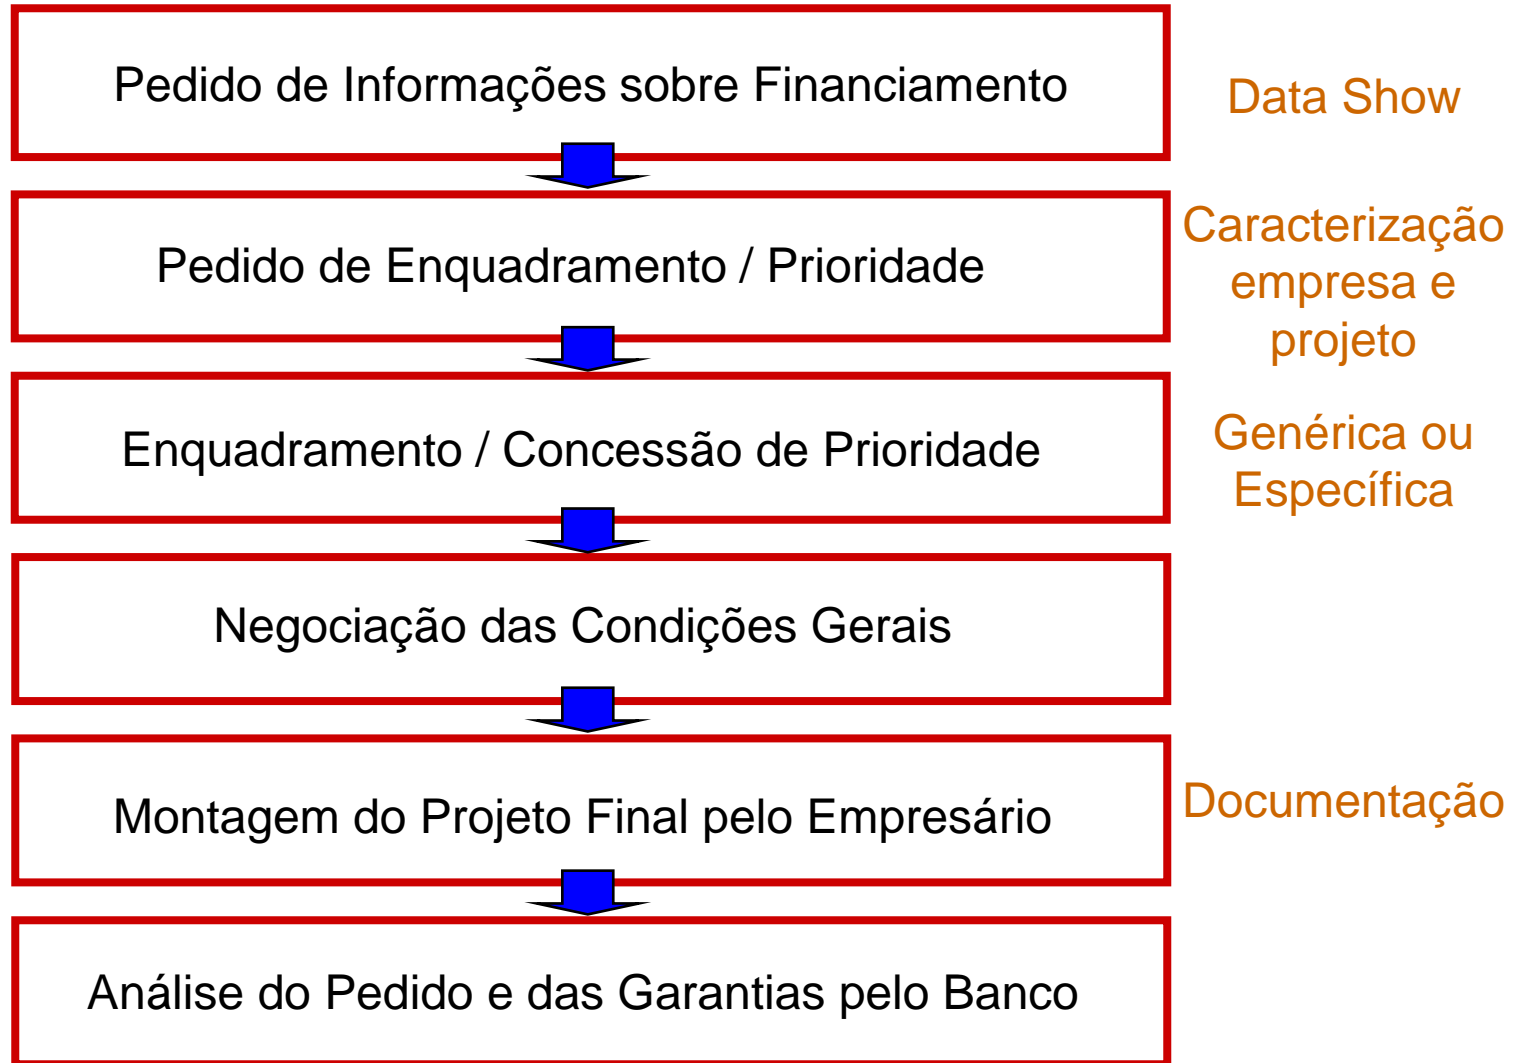 Pedido de Informações sobre Financiamento
Data Show
Pedido de Enquadramento / Prioridade
Caracterização
empresa e
projeto
Enquadramento / Concessão de Prioridade
Genérica ou
Específica
Negociação das Condições Gerais
Montagem do Projeto Final pelo Empresário
Documentação
Análise do Pedido e das Garantias pelo Banco